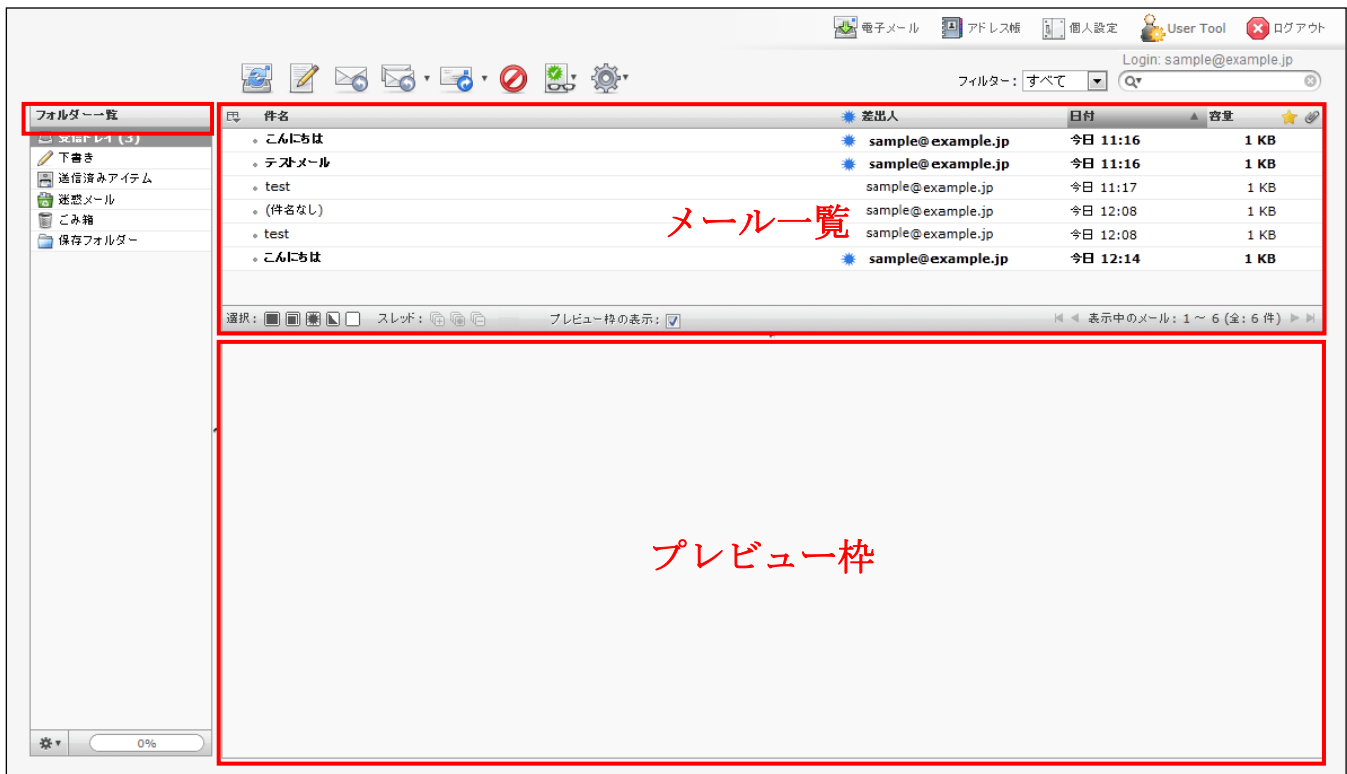 電子メール アドレス帳 個人設定 User Tool ログアウト
Login: sample@example.jp
フィルター: すべて
フォルダー一覧
受信トレイ (3)
下書き
送信済みアイテム
迷惑メール
ごみ箱
保存フォルダー
0%
件名 差出人 日付 容量
こんにちは sample@example.jp 今日 11:16 1 KB
テストメール sample@example.jp 今日 11:16 1 KB
test sample@example.jp 今日 11:17 1 KB
(件名なし) sample@example.jp 今日 12:08 1 KB
test sample@example.jp 今日 12:08 1 KB
こんにちは sample@example.jp 今日 12:14 1 KB
メール一覧
選択: スレッド: プレビュー枠の表示: 表示中のメール: 1 ~ 6 (全: 6 件)
プレビュー枠